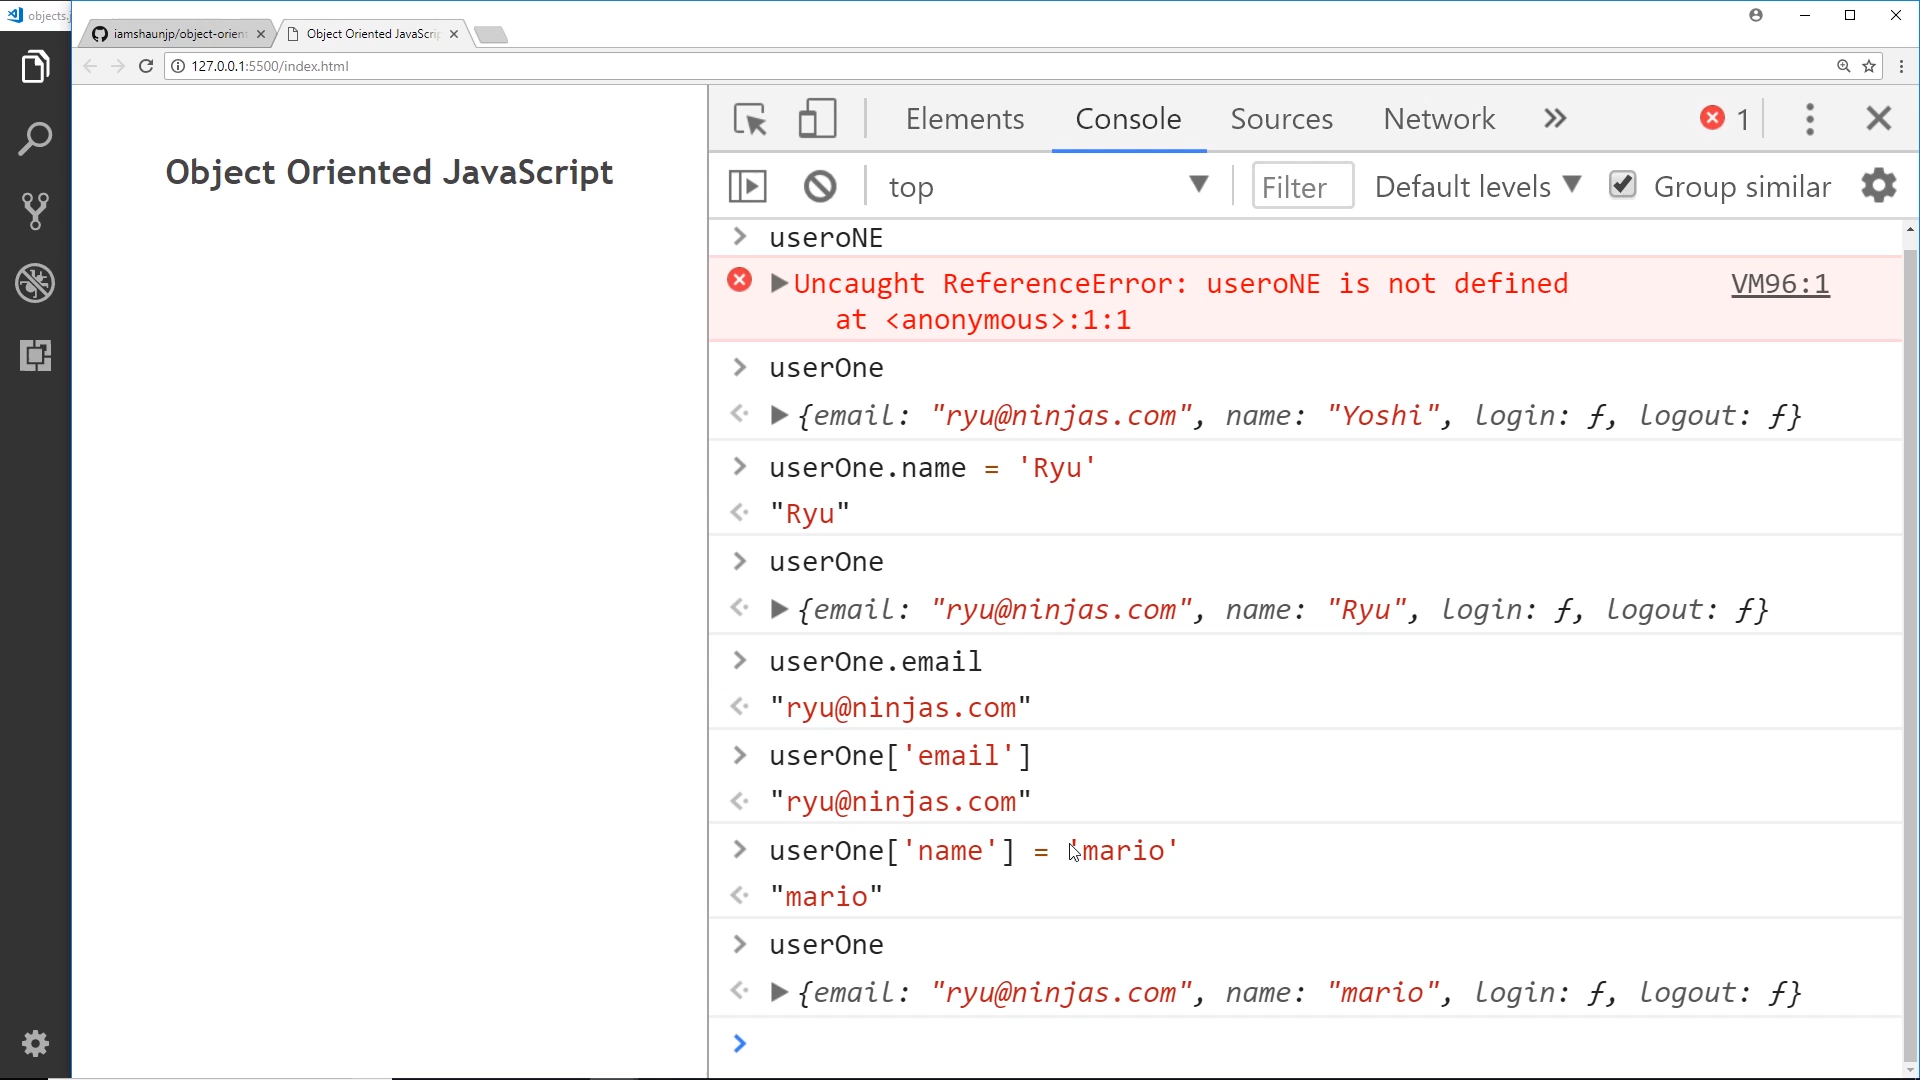 objects.j
iamshaunjp/object-orien
Object Oriented JavaScrip
127.0.0.1:5500/index.html
Object Oriented JavaScript
Elements Console Sources Network 1
top Filter Default levels Group similar
useroNE
Uncaught ReferenceError: useroNE is not defined VM96:1
at <anonymous>:1:1
userOne
{email: "ryu@ninjas.com", name: "Yoshi", login: ƒ, logout: ƒ}
userOne.name = 'Ryu'
"Ryu"
userOne
{email: "ryu@ninjas.com", name: "Ryu", login: ƒ, logout: ƒ}
userOne.email
"ryu@ninjas.com"
userOne['email']
"ryu@ninjas.com"
userOne['name'] = 'mario'
"mario"
userOne
{email: "ryu@ninjas.com", name: "mario", login: ƒ, logout: ƒ}